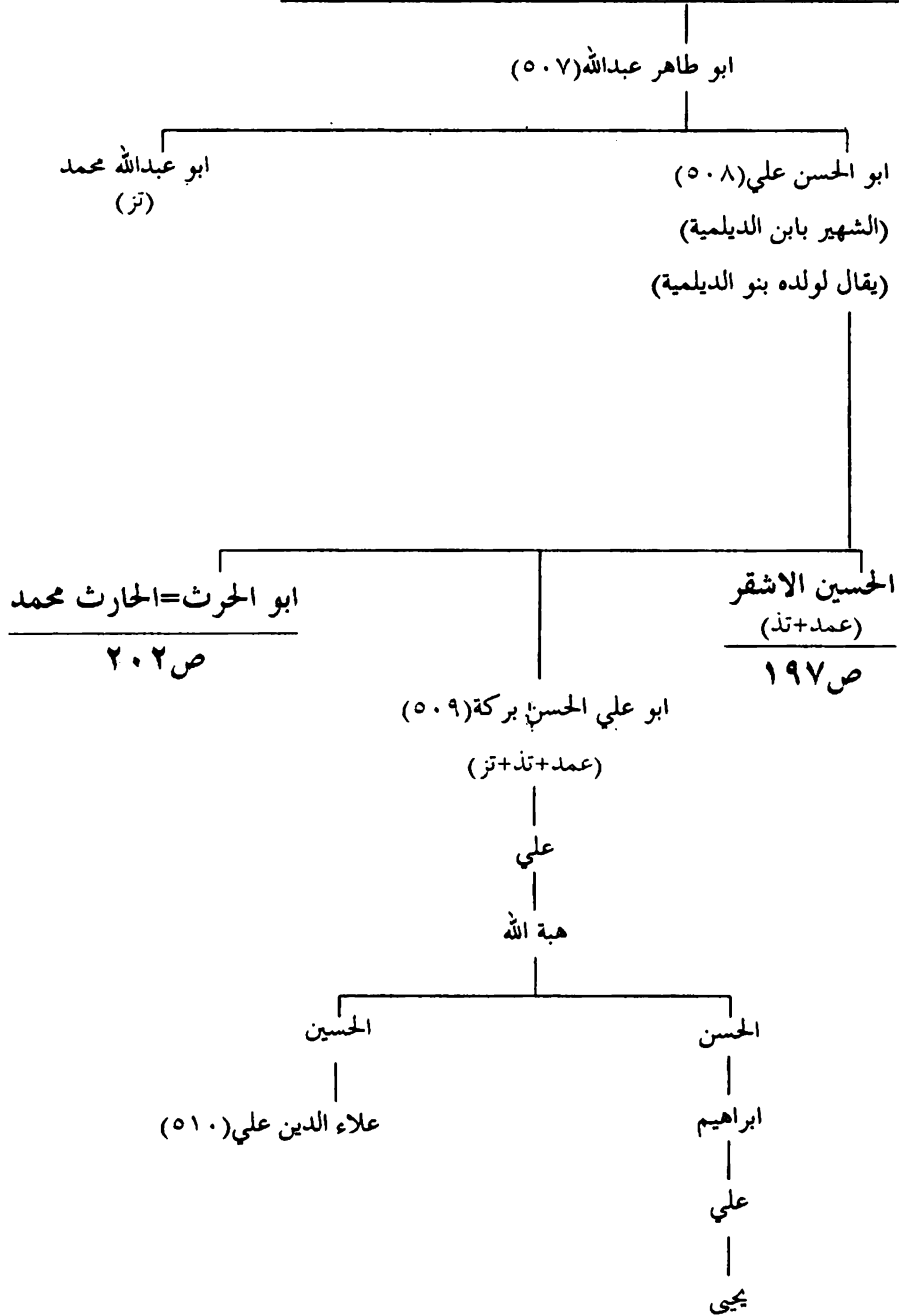 ابو طاهر عبدالله(٥٠٧)
ابو الحسن علي(٥٠٨)
(الشهير بابن الديلمية)
(يقال لولده بنو الديلمية)
ابو عبدالله محمد
(تز)
الحسين الاشقر
(عمد+تذ)
ص١٩٧
ابو علي الحسن بركة(٥٠٩)
(عمد+تذ+تز)
ابو الحرث=الحارث محمد
ص٢٠٢
علي
هبة الله
الحسن
الحسين
ابراهيم
علاء الدين علي(٥١٠)
علي
يحيى